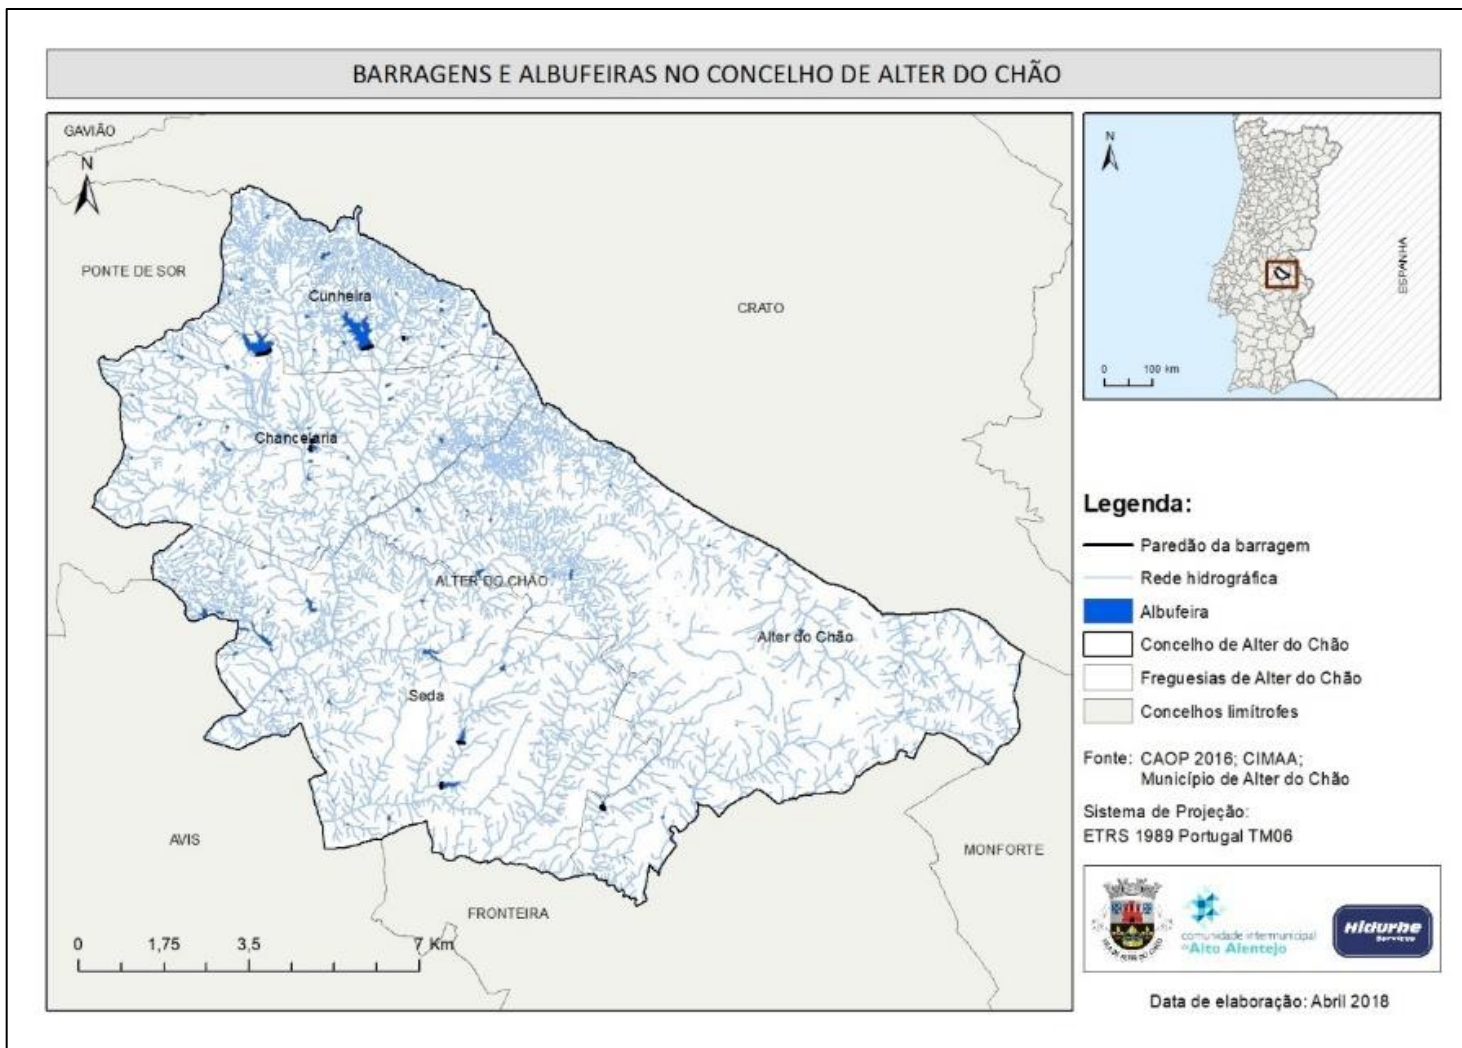 BARRAGENS E ALBUFEIRAS NO CONCELHO DE ALTER DO CHÃO
GAVIÃO
N
PONTE DE SOR
Cunheira
CRATO
Chancelaria
ALTER DO CHÃO
Alter do Chão
Seda
AVIS
MONFORTE
FRONTEIRA
0 1,75 3,5 7 Km
N
ESPANHA
0 100 km
Legenda:
Paredão da barragem
Rede hidrográfica
Albufeira
Concelho de Alter do Chão
Freguesias de Alter do Chão
Concelhos limítrofes
Fonte: CAOP 2016; CIMAA;
Município de Alter do Chão
Sistema de Projeção:
ETRS 1989 Portugal TM06
comunidade intermunicipal
do Alto Alentejo
Hidurbe
Serviços
Data de elaboração: Abril 2018